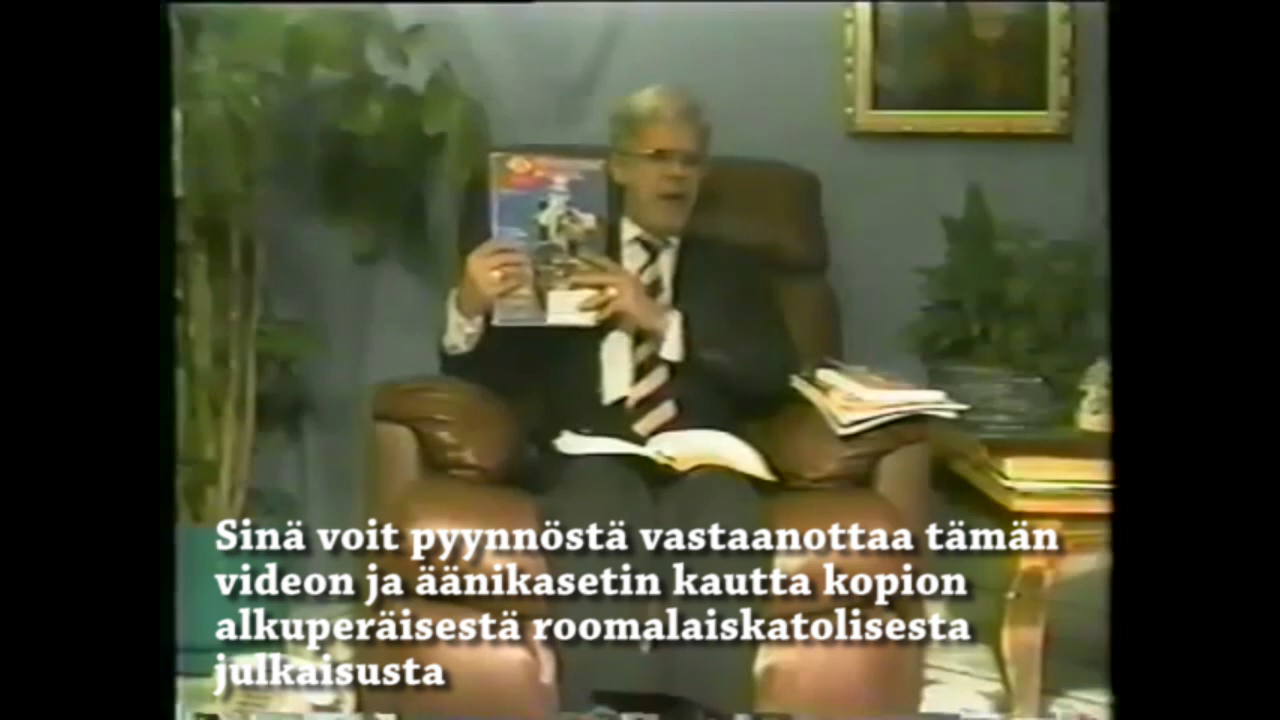 Sinä voit pyynnöstä vastaanottaa tämän
videon ja äänikasetin kautta kopion
alkuperäisestä roomalaiskatolisesta
julkaisusta